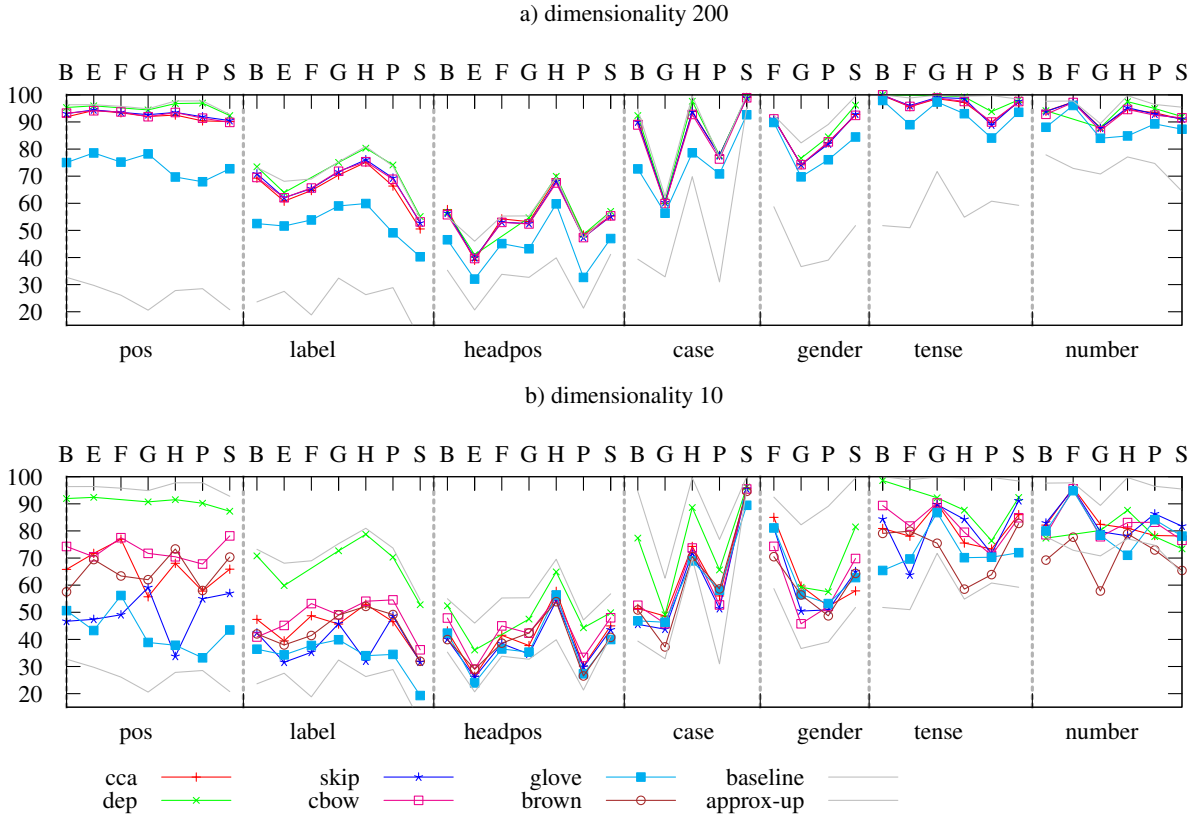 a) dimensionality 200
B E F G H P S B E F G H P S B E F G H P S B G H P S F G H P S B F G H P S B F G H P S
100
90
80
70
60
50
40
30
20
pos label headpos case gender tense number
b) dimensionality 10
B E F G H P S B E F G H P S B E F G H P S B G H P S F G H P S B F G H P S B F G H P S
100
90
80
70
60
50
40
30
20
pos label headpos case gender tense number
cca skip glove baseline
dep cbow brown approx-up